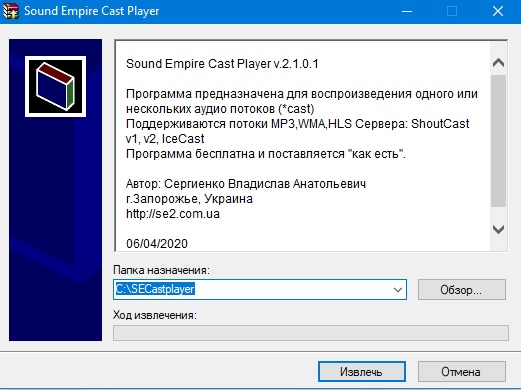 Sound Empire Cast Player
Sound Empire Cast Player v.2.1.0.1
Программа предназначена для воспроизведения одного или
нескольких аудио потоков (*cast)
Поддерживаются потоки MP3,WMA,HLS Сервера: ShoutCast
v1, v2, IceCast
Программа бесплатна и поставляется "как есть".
Автор: Сергиенко Владислав Анатольевич
г.Запорожье, Украина
http://se2.com.ua
06/04/2020
Папка назначения:
C:\SECastplayer
Обзор...
Ход извлечения:
Извлечь
Отмена